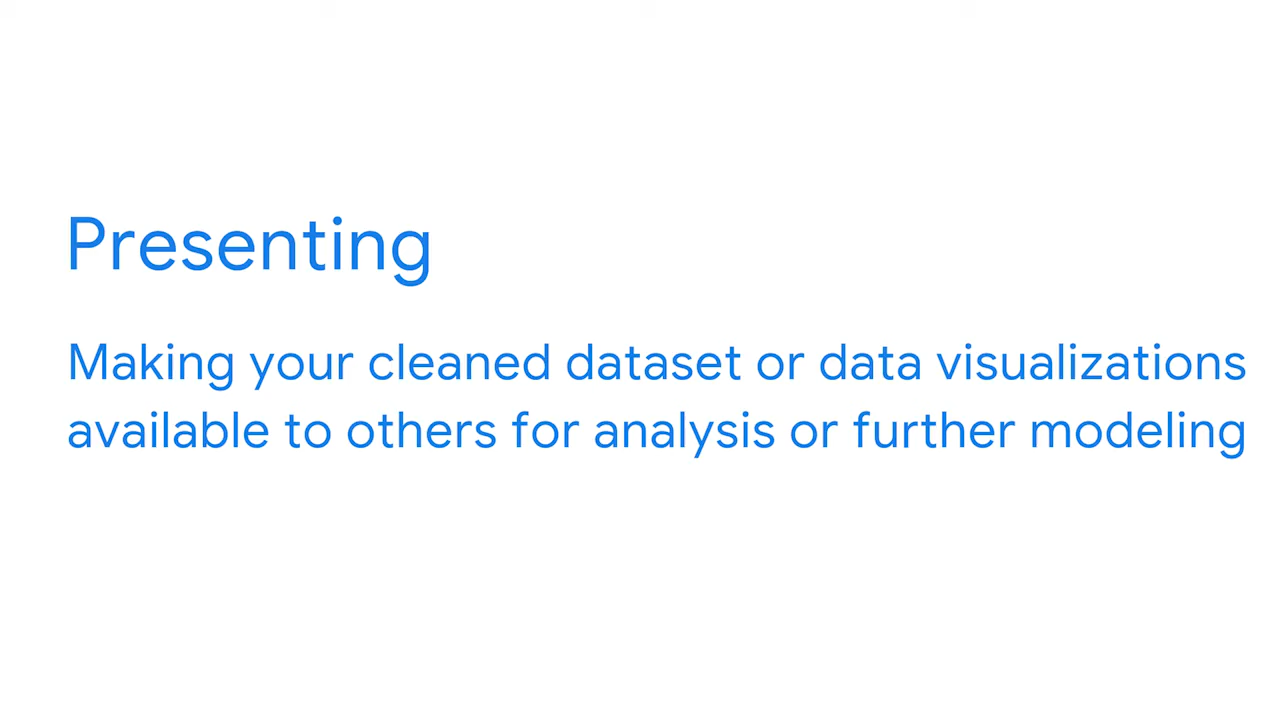 Presenting
Making your cleaned dataset or data visualizations
available to others for analysis or further modeling